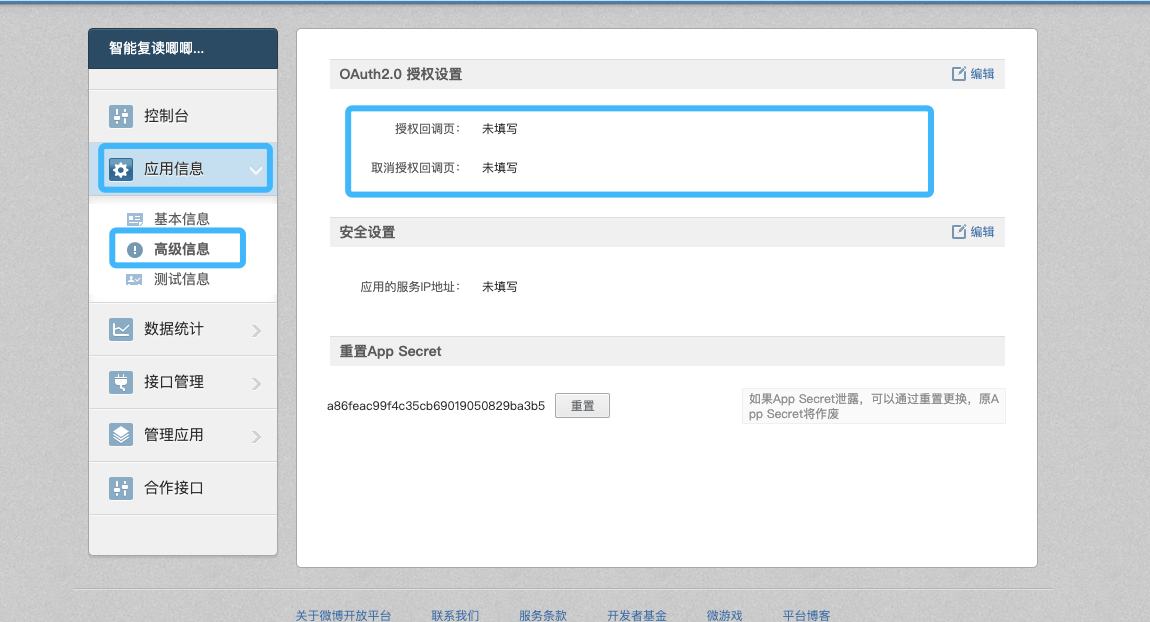 智能复读唧唧...
控制台
应用信息
基本信息
高级信息
测试信息
数据统计
接口管理
管理应用
合作接口
OAuth2.0 授权设置
编辑
授权回调页： 未填写
取消授权回调页： 未填写
安全设置
编辑
应用的服务IP地址： 未填写
重置App Secret
a86feac99f4c35cb69019050829ba3b5
重置
如果App Secret泄露，可以通过重置更换，原A
pp Secret将作废
关于微博开放平台 联系我们 服务条款 开发者基金 微游戏 平台博客